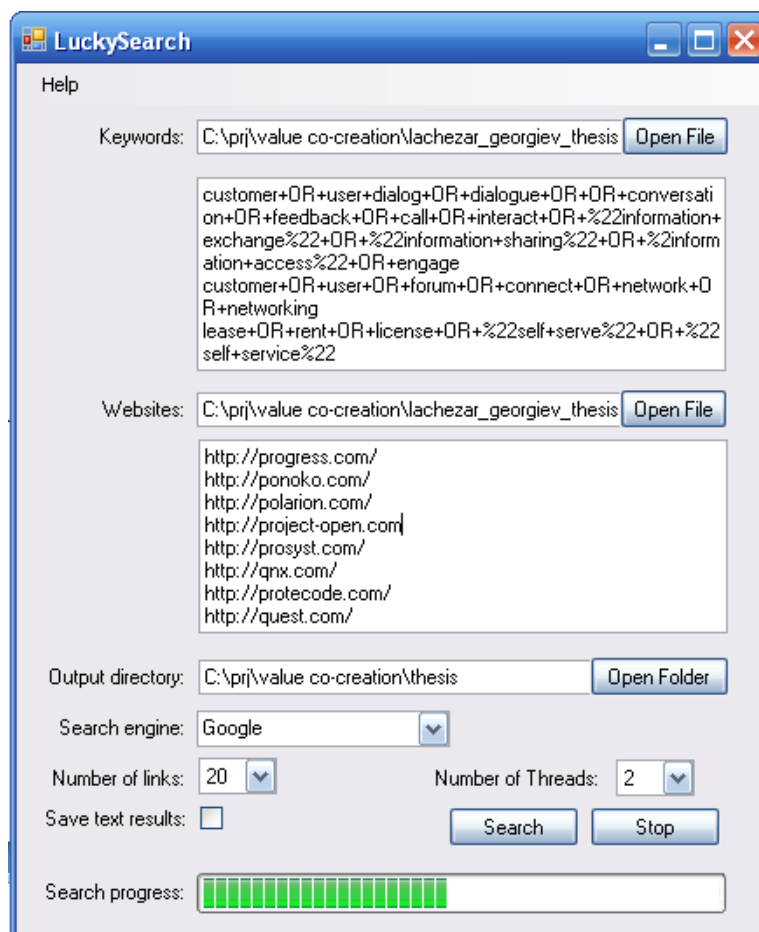 LuckySearch
Help
Keywords: C:\prj\value co-creation\lachezar_georgiev_thesis Open File
customer+OR+user+dialog+OR+dialogue+OR+OR+conversati
on+OR+feedback+OR+call+OR+interact+OR+%22information+
exchange%22+OR+%22information+sharing%22+OR+%2inform
ation+access%22+OR+engage
customer+OR+user+OR+forum+OR+connect+OR+network+O
R+networking
lease+OR+rent+OR+license+OR+%22self+serve%22+OR+%22
self+service%22
Websites: C:\prj\value co-creation\lachezar_georgiev_thesis Open File
http://progress.com/
http://ponoko.com/
http://polarion.com/
http://project-open.com
http://prosyst.com/
http://qnx.com/
http://protecode.com/
http://quest.com/
Output directory: C:\prj\value co-creation\thesis Open Folder
Search engine: Google
Number of links: 20 Number of Threads: 2
Save text results: Search Stop
Search progress: